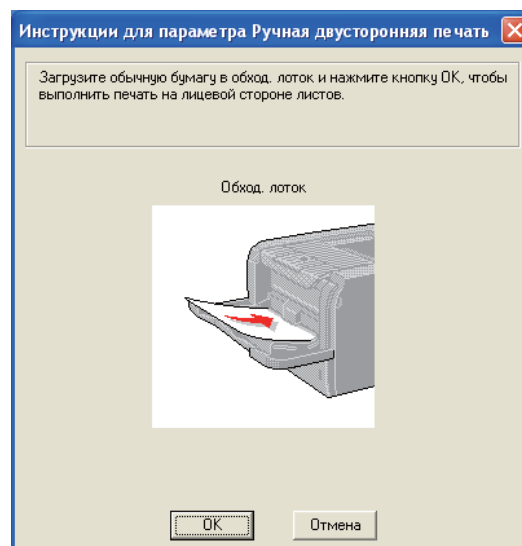 Инструкции для параметра Ручная двусторонняя печать
Загрузите обычную бумагу в обход. лоток и нажмите кнопку OK, чтобы
выполнить печать на лицевой стороне листов.
Обход. лоток
OK
Отмена